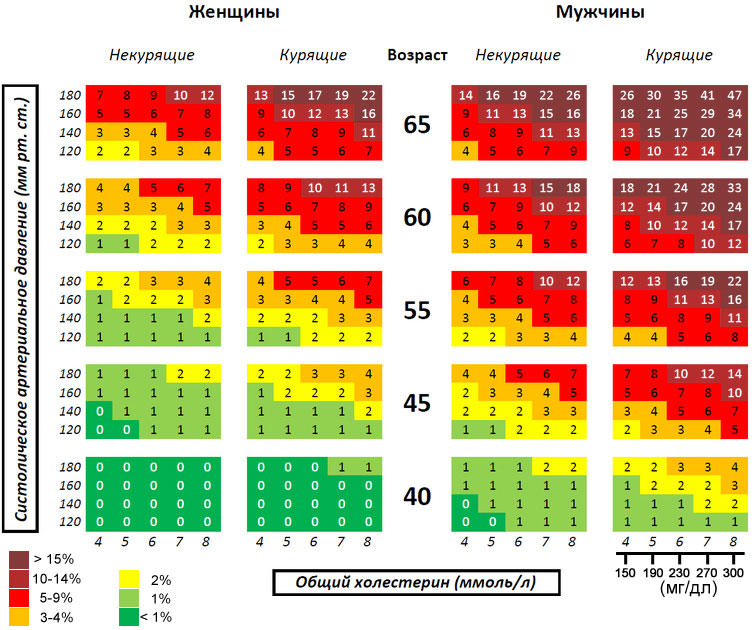 Женщины Мужчины
Некурящие Курящие Возраст Некурящие Курящие
Систолическое артериальное давление (мм рт. ст.)
180 7 8 9 10 12 13 15 17 19 22 14 16 19 22 26 26 30 35 41 47
160 5 5 6 7 8 9 10 12 13 16 9 11 13 15 16 18 21 25 29 34
65
140 3 3 4 5 6 6 7 8 9 11 6 8 9 11 13 13 15 17 20 24
120 2 2 3 3 4 4 5 5 6 7 4 5 6 7 9 9 10 12 14 17
180 4 4 5 6 7 8 9 10 11 13 9 11 13 15 18 18 21 24 28 33
160 3 3 3 4 5 5 6 7 8 9 6 7 9 10 12 12 14 17 20 24
60
140 2 2 2 3 3 3 4 5 5 6 4 5 6 7 9 8 10 12 14 17
120 1 1 2 2 2 2 3 3 4 4 3 3 4 5 6 6 7 8 10 12
180 2 2 3 3 4 4 5 5 6 7 6 7 8 10 12 12 13 16 19 22
160 1 2 2 2 3 3 3 4 4 5 4 5 6 7 8 8 9 11 13 16
55
140 1 1 1 1 2 2 2 2 3 3 3 4 4 5 6 5 6 8 9 11
120 1 1 1 1 1 1 1 2 2 2 2 2 3 3 4 4 4 5 6 8
180 1 1 1 2 2 2 2 3 3 4 4 4 5 6 7 7 8 10 12 14
160 1 1 1 1 1 1 2 2 2 3 2 3 3 4 5 5 6 7 8 10
45
140 0 1 1 1 1 1 1 1 1 2 2 2 2 3 3 3 4 5 6 7
120 0 0 1 1 1 1 1 1 1 1 1 1 2 2 2 2 3 3 4 5
180 0 0 0 0 0 0 0 0 1 1 1 1 1 2 2 2 2 3 3 4
160 0 0 0 0 0 0 0 0 0 0 1 1 1 1 1 1 2 2 2 3
40
140 0 0 0 0 0 0 0 0 0 0 0 1 1 1 1 1 1 1 2 2
120 0 0 0 0 0 0 0 0 0 0 0 0 1 1 1 1 1 1 1 1
4 5 6 7 8 4 5 6 7 8 4 5 6 7 8 4 5 6 7 8
150 190 230 270 300
(мг/дл)
Общий холестерин (ммоль/л)
> 15%
10-14%
5-9%
3-4%
2%
1%
< 1%